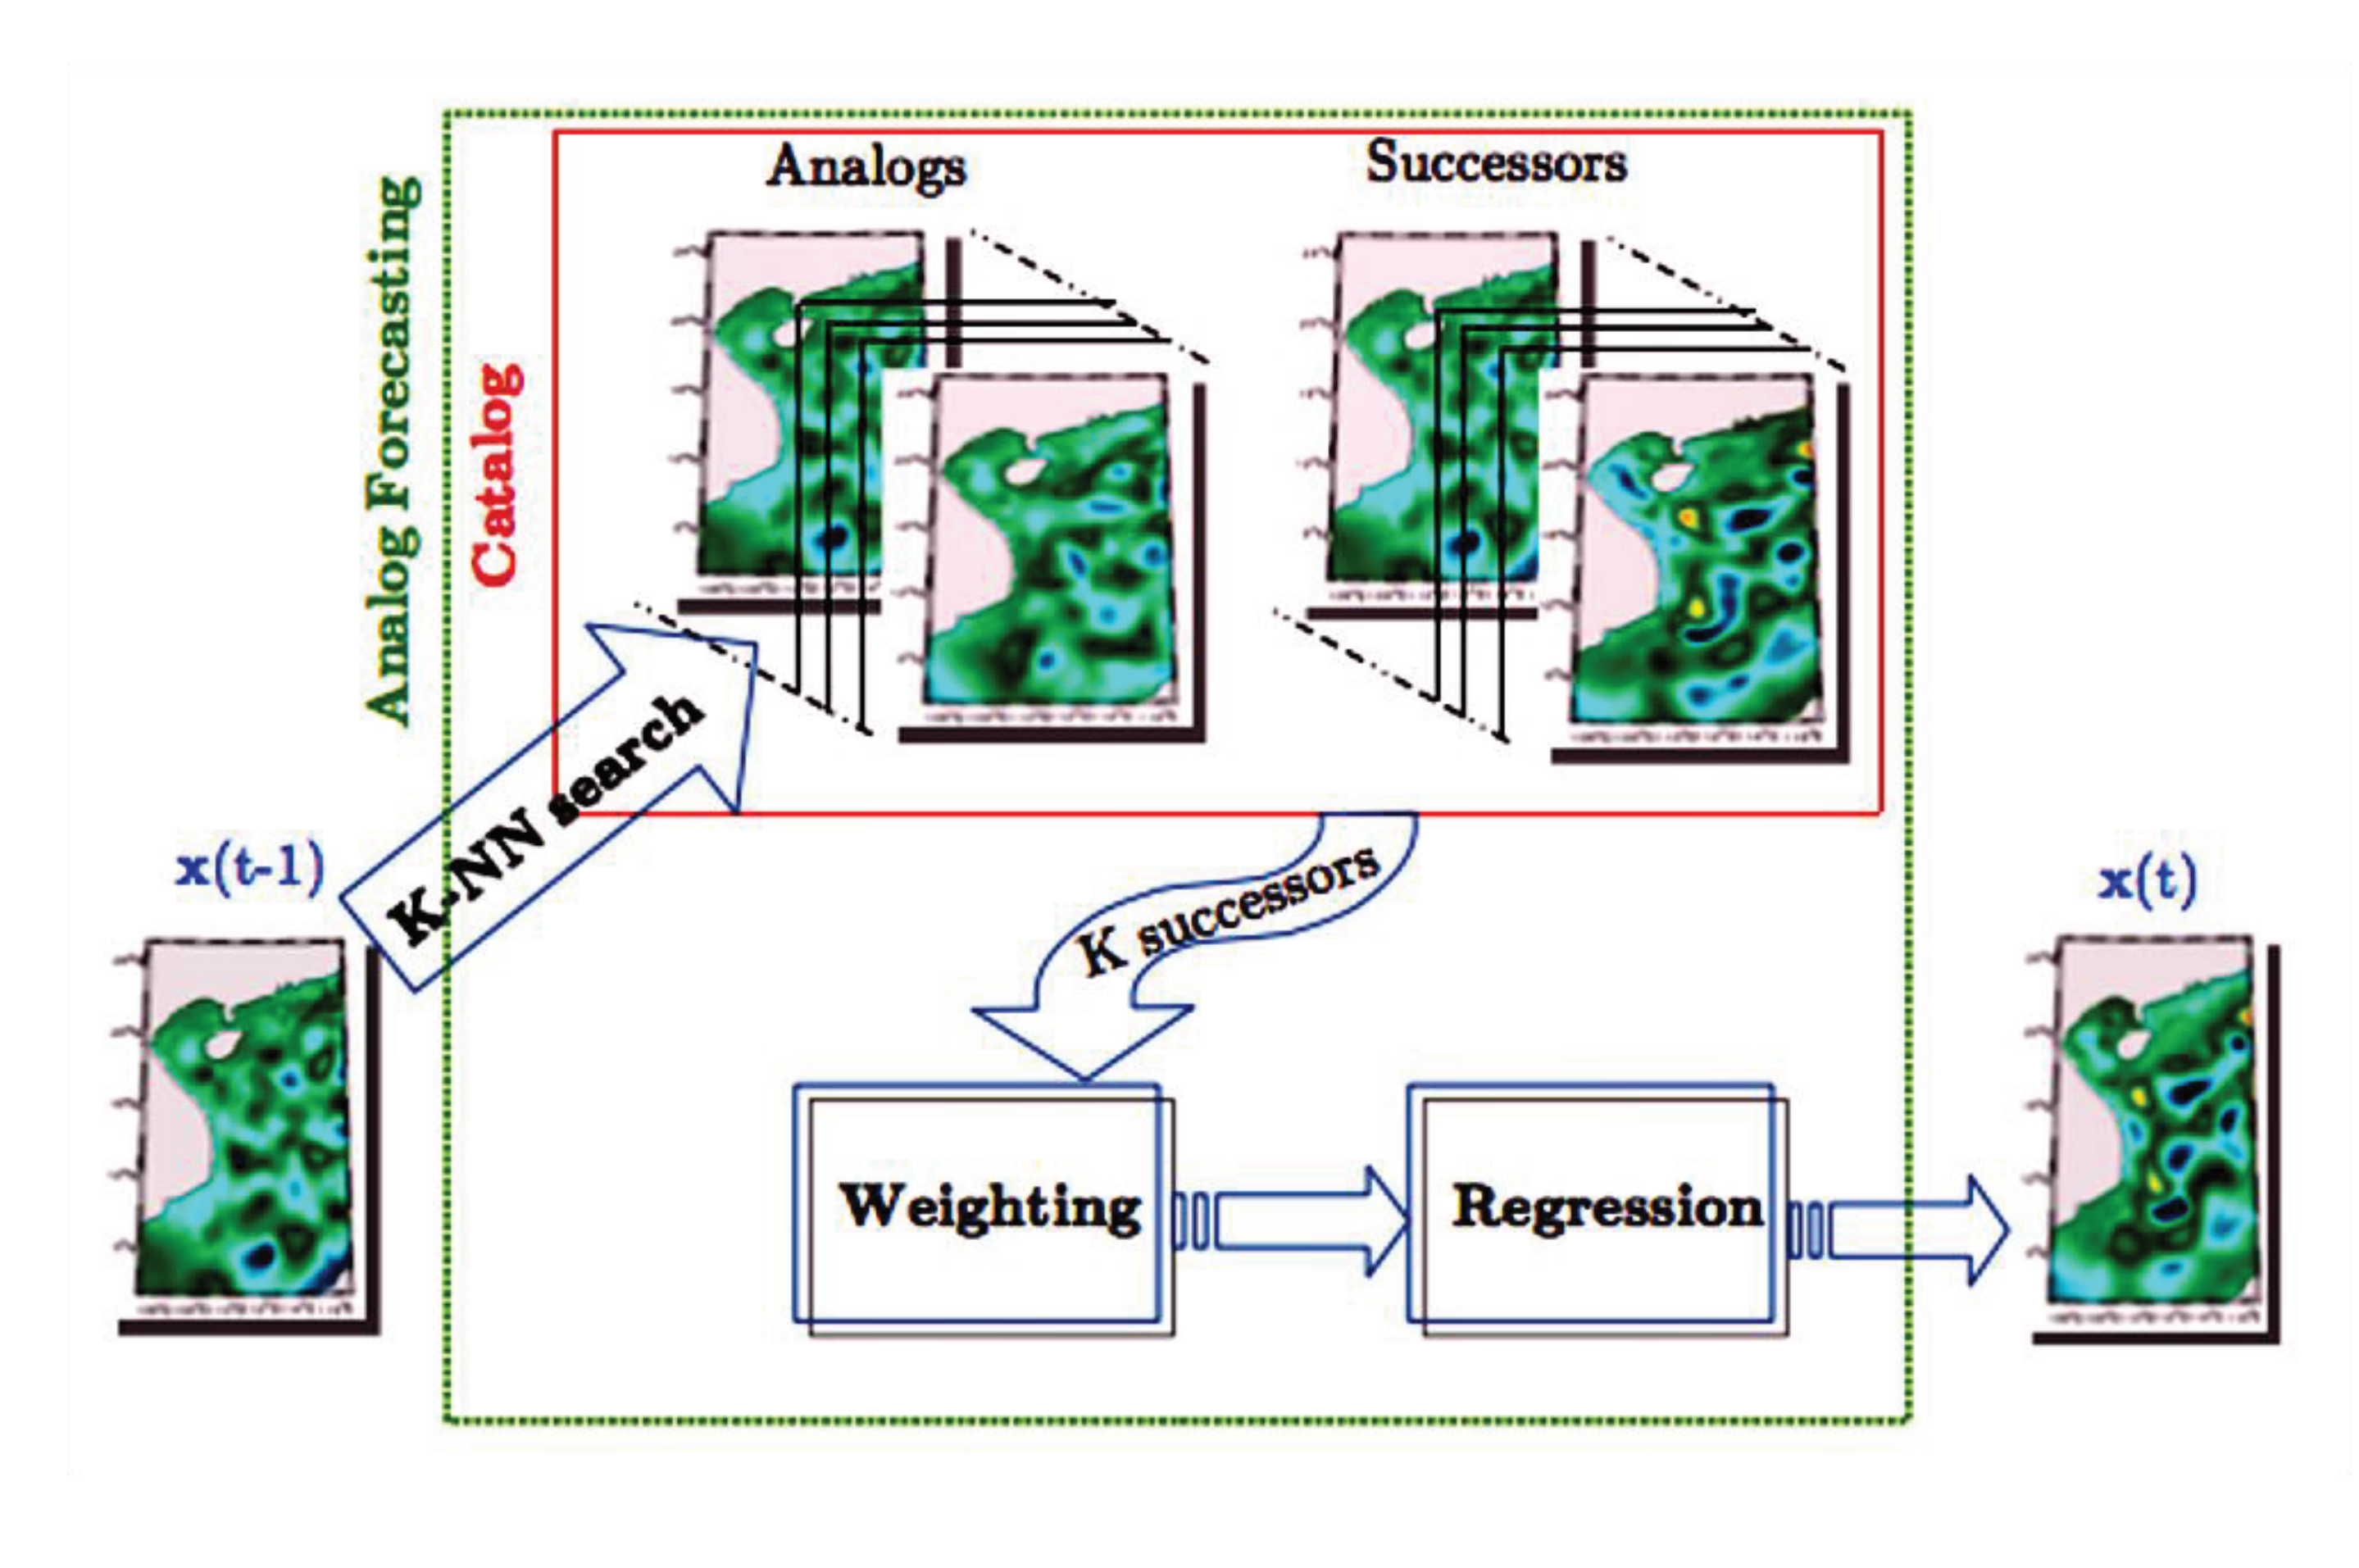 Analog Forecasting
Catalog
Analogs
Successors
K-NN search
x(t-1)
K successors
x(t)
Weighting
Regression